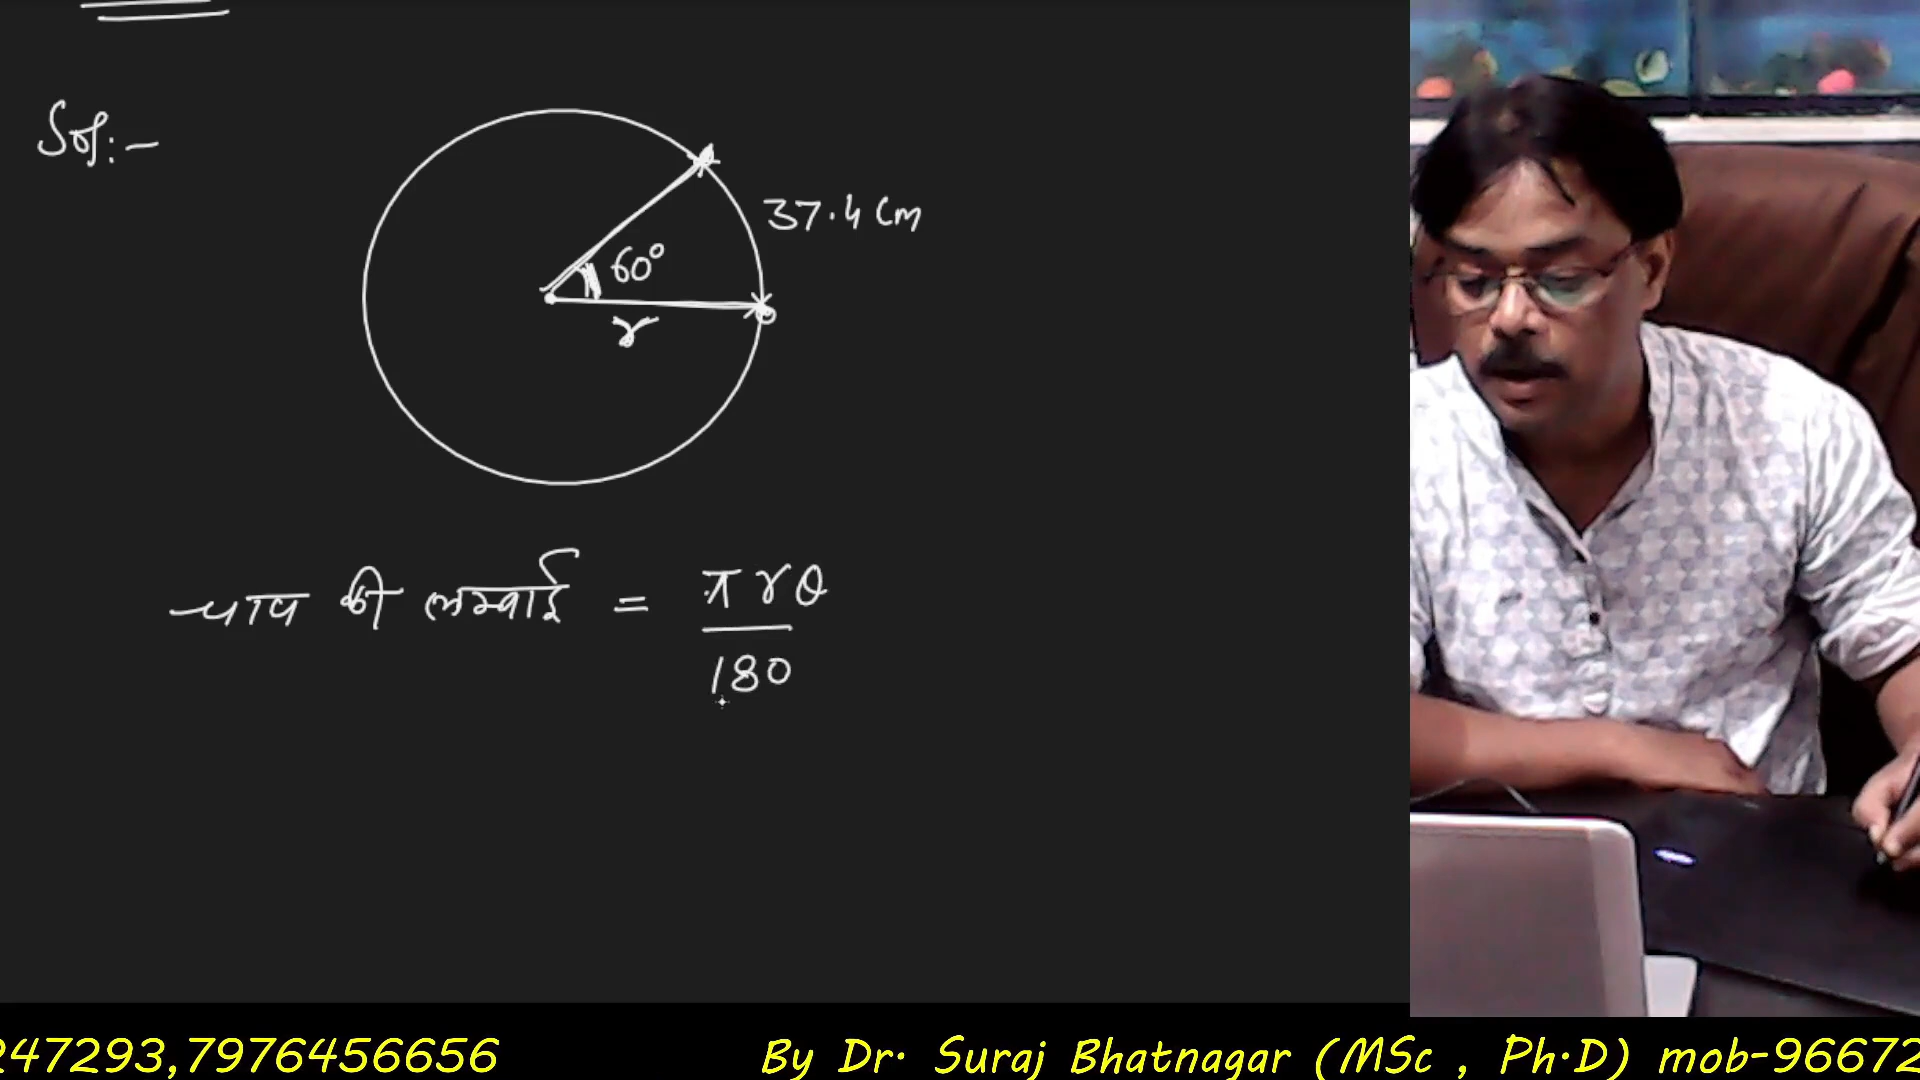 Sol:-
37.4 cm
60°
r
चाप की लम्बाई = πrθ
180
247293,7976456656 By Dr. Suraj Bhatnagar (MSc , Ph.D) mob-96672